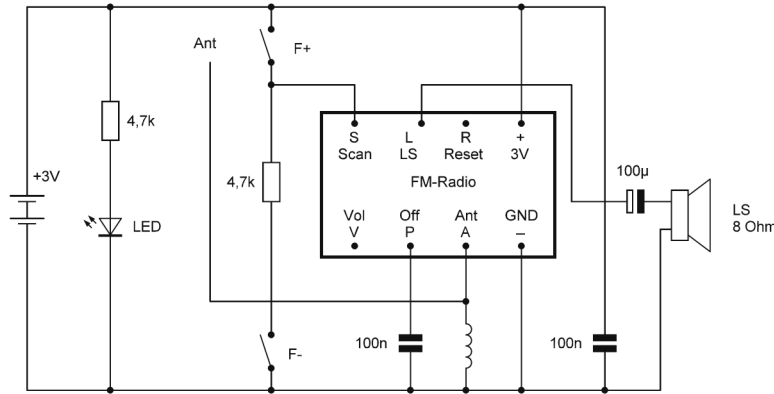 Ant
F+
4,7k
S L R +
Scan LS Reset 3V
100µ
+3V
4,7k
FM-Radio
LS
8 Ohm
LED
Vol Off Ant GND
V P A –
100n
100n
F-